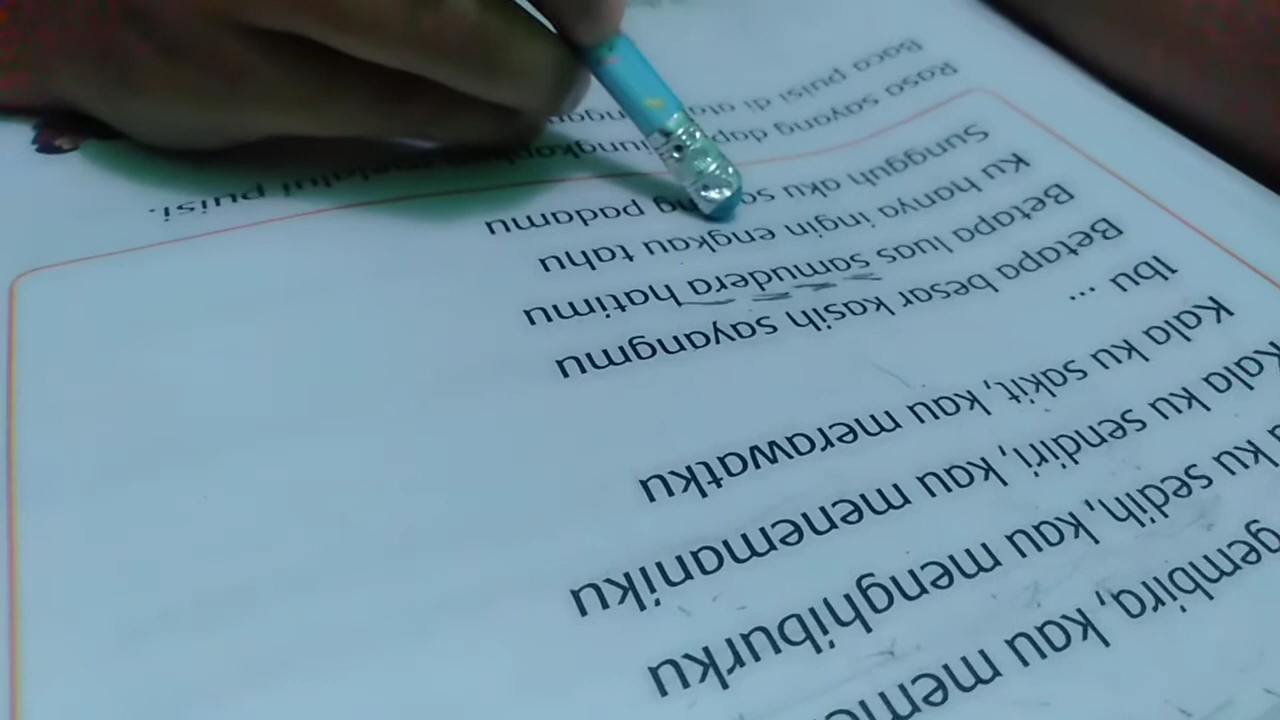 gembira, kau
ku sedih, kau menghiburku
Kala ku sendiri, kau menemaniku
Kala ku sakit, kau merawatku
Ibu ...
Betapa besar kasih sayangmu
Betapa luas samudera hatimu
Ku hanya ingin engkau tahu
Sungguh aku padamu
Rasa sayang melalui puisi.
Baca puisi di